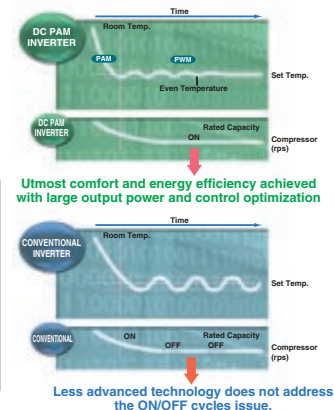 Time
DC PAM
INVERTER
Room Temp.
PAM
PWM
Set Temp.
Even Temperature
DC PAM
INVERTER
Rated Capacity
ON
Compressor
(rps)
Utmost comfort and energy efficiency achieved
with large output power and control optimization
Time
CONVENTIONAL
INVERTER
Room Temp.
Set Temp.
CONVENTIONAL
ON
OFF
Rated Capacity
OFF
Compressor
(rps)
Less advanced technology does not address
the ON/OFF cycles issue.